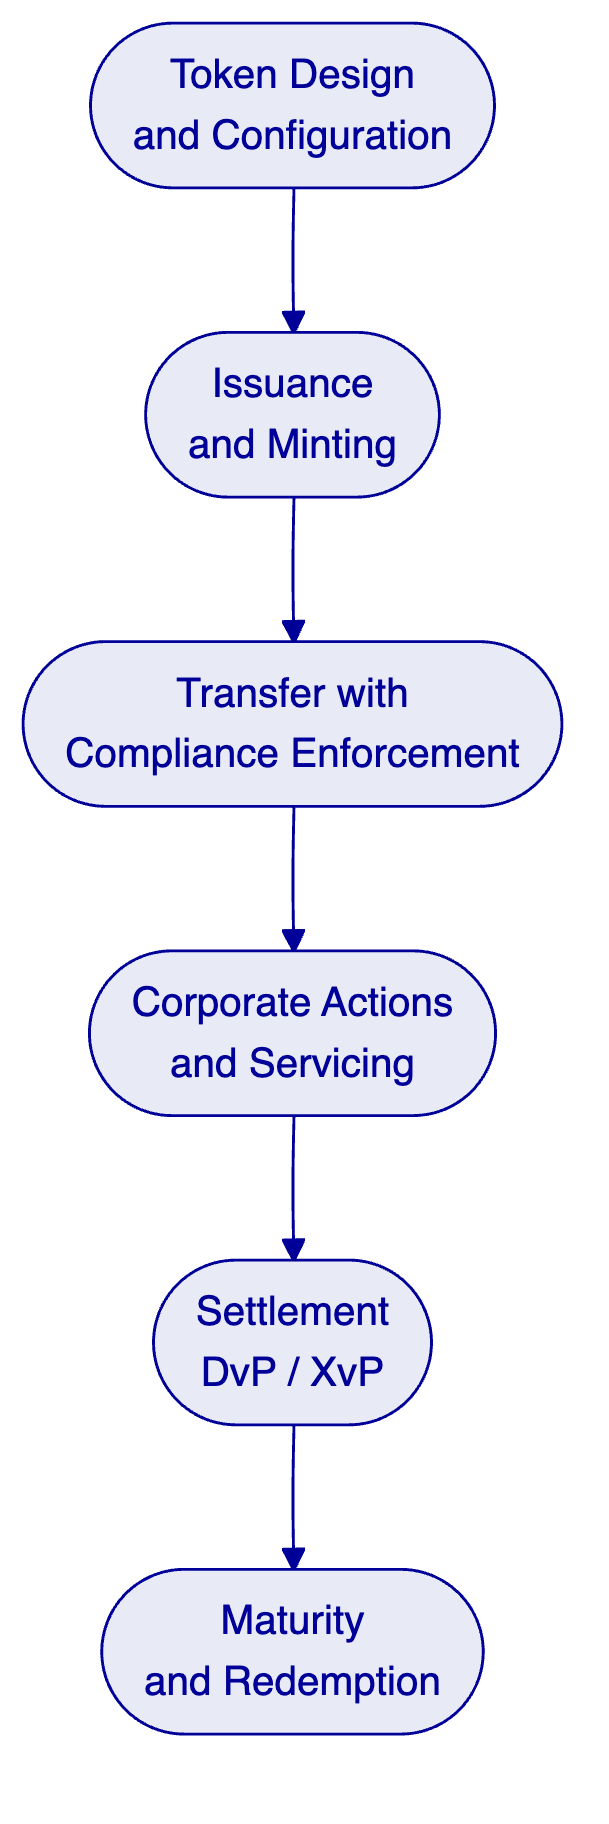 Token Design
and Configuration
Issuance
and Minting
Transfer with
Compliance Enforcement
Corporate Actions
and Servicing
Settlement
DvP / XvP
Maturity
and Redemption